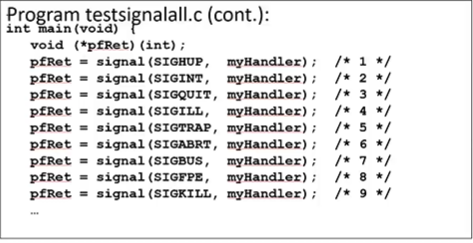 Program testsignalall.c (cont.):
int main(void) {
void (*pfRet)(int);
pfRet = signal(SIGHUP, myHandler); /* 1 */
pfRet = signal(SIGINT, myHandler); /* 2 */
pfRet = signal(SIGQUIT, myHandler); /* 3 */
pfRet = signal(SIGILL, myHandler); /* 4 */
pfRet = signal(SIGTRAP, myHandler); /* 5 */
pfRet = signal(SIGABRT, myHandler); /* 6 */
pfRet = signal(SIGBUS, myHandler); /* 7 */
pfRet = signal(SIGFPE, myHandler); /* 8 */
pfRet = signal(SIGKILL, myHandler); /* 9 */
…